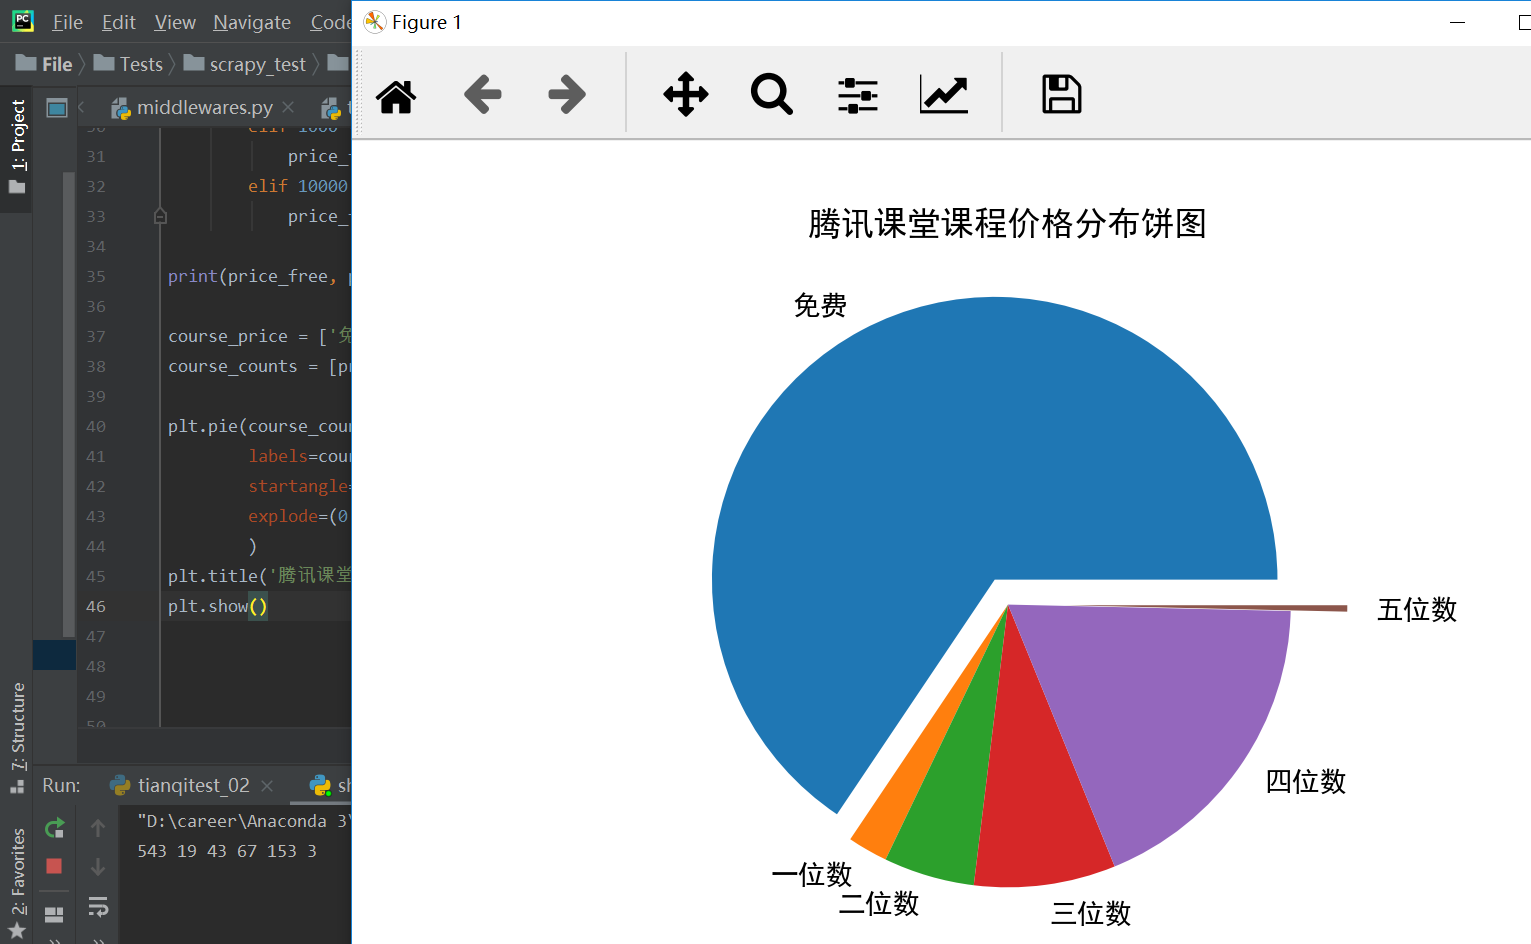 File Edit View Navigate Code
Figure 1
File Tests scrapy_test
1: Project
middlewares.py
31 price_
32 elif 10000
33 price_
34
35 print(price_free,
36
37 course_price = ['免
38 course_counts = [p
39
40 plt.pie(course_cou
41 labels=cour
42 startangle=
43 explode=(0
44 )
45 plt.title('腾讯课堂
46 plt.show()
47
48
49
50
7: Structure
2: Favorites
Run: tianqitest_02 sh
"D:\career\Anaconda 3\
543 19 43 67 153 3
腾讯课堂课程价格分布饼图
免费
五位数
四位数
一位数
二位数
三位数